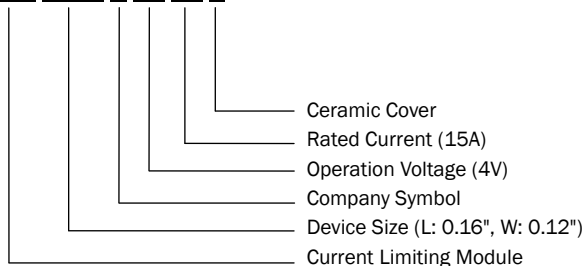 Ceramic Cover
Rated Current (15A)
Operation Voltage (4V)
Company Symbol
Device Size (L: 0.16", W: 0.12")
Current Limiting Module